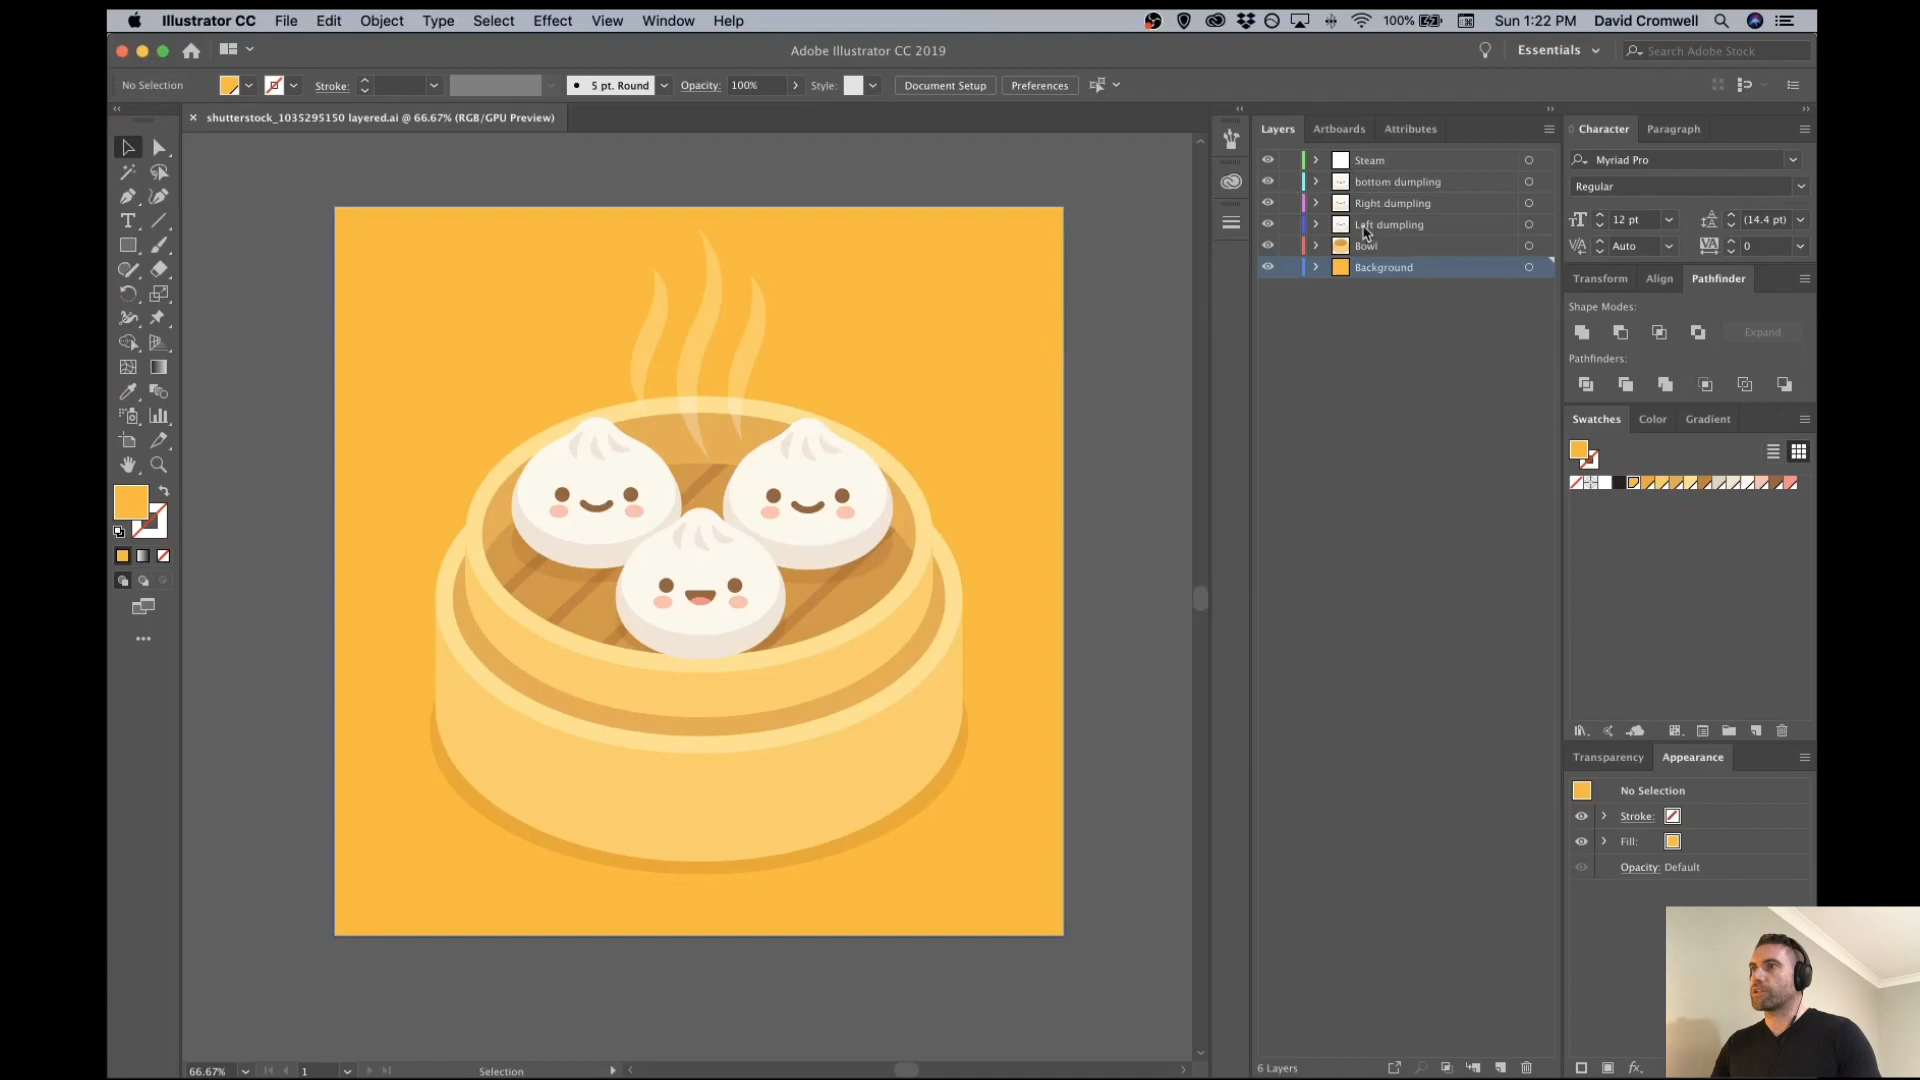 Illustrator CC File Edit Object Type Select Effect View Window Help 100% Sun 1:22 PM David Cromwell
Adobe Illustrator CC 2019 Essentials Search Adobe Stock
No Selection Stroke: 5 pt. Round Opacity: 100% Style: Document Setup Preferences
shutterstock_1035295150 layered.ai @ 66.67% (RGB/GPU Preview)
Layers Artboards Attributes
Steam
bottom dumpling
Right dumpling
Left dumpling
Bowl
Background
Character Paragraph
Myriad Pro
Regular
12 pt (14.4 pt)
Auto 0
Transform Align Pathfinder
Shape Modes:
Expand
Pathfinders:
Swatches Color Gradient
Transparency Appearance
No Selection
Stroke:
Fill:
Opacity: Default
66.67% 1 Selection
6 Layers